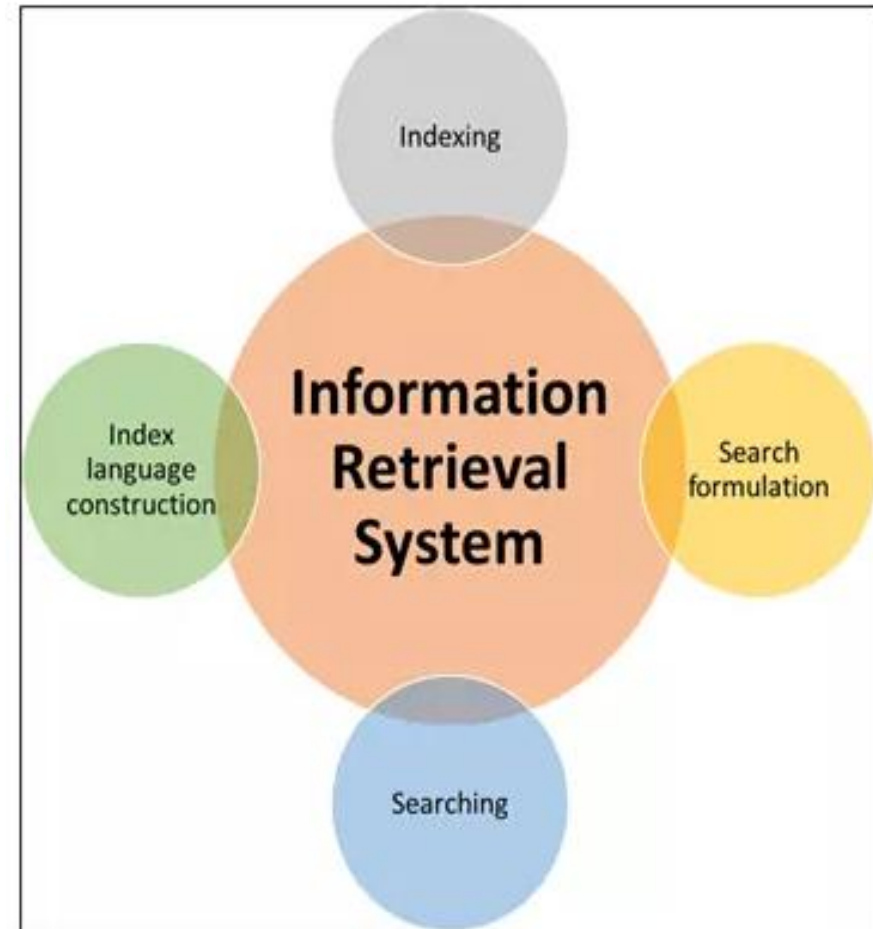 Indexing
Information
Retrieval
System
Index
language
construction
Search
formulation
Searching